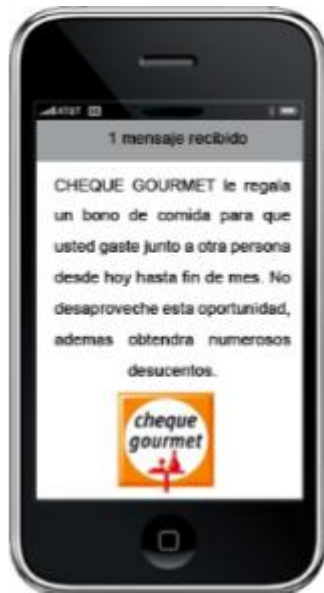 AT&T E
1 mensaje recibido
CHEQUE GOURMET le regala
un bono de comida para que
usted gaste junto a otra persona
desde hoy hasta fin de mes. No
desaproveche esta oportunidad,
ademas obtendra numerosos
desucentos.
cheque
gourmet